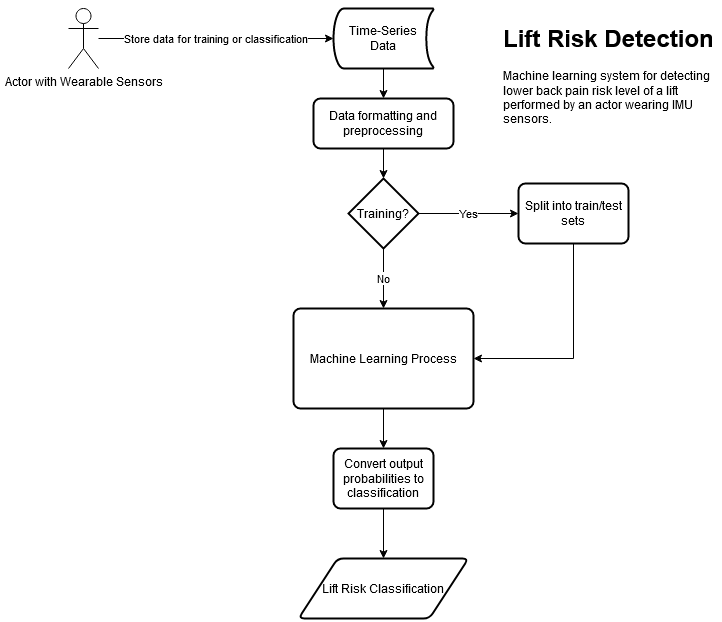 Lift Risk Detection
Machine learning system for detecting
lower back pain risk level of a lift
performed by an actor wearing IMU
sensors.
Actor with Wearable Sensors
Store data for training or classification
Time-Series
Data
Data formatting and
preprocessing
Training?
Yes
Split into train/test
sets
No
Machine Learning Process
Convert output
probabilities to
classification
Lift Risk Classification